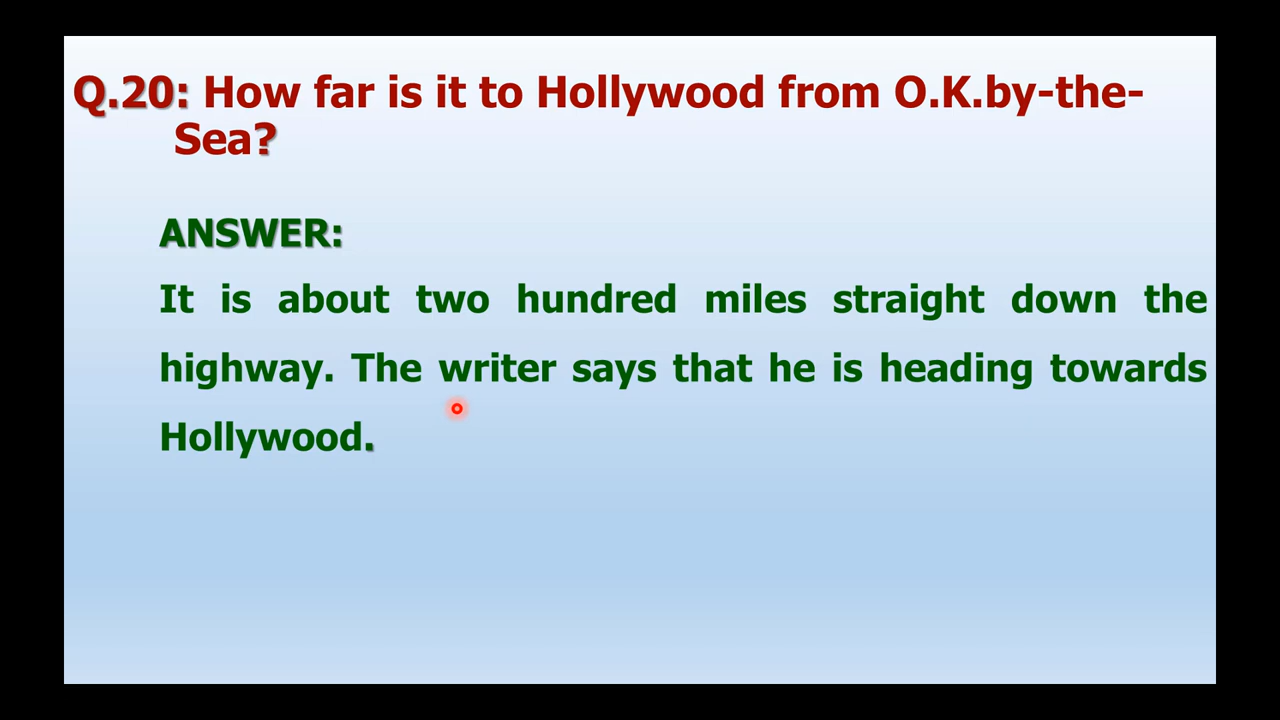 Q.20: How far is it to Hollywood from O.K.by-the-
Sea?
ANSWER:
It is about two hundred miles straight down the
highway. The writer says that he is heading towards
Hollywood.